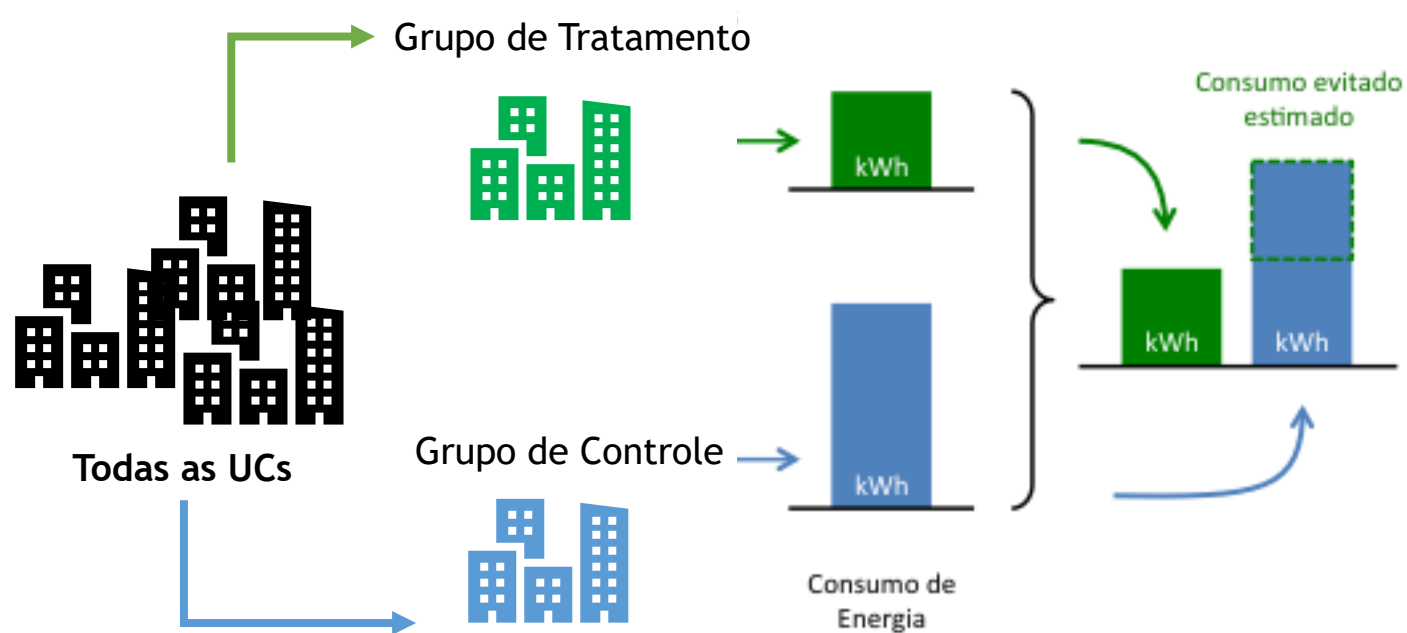 Grupo de Tratamento
Consumo evitado
estimado
kWh
kWh
kWh
Grupo de Controle
Todas as UCs
kWh
Consumo de
Energia